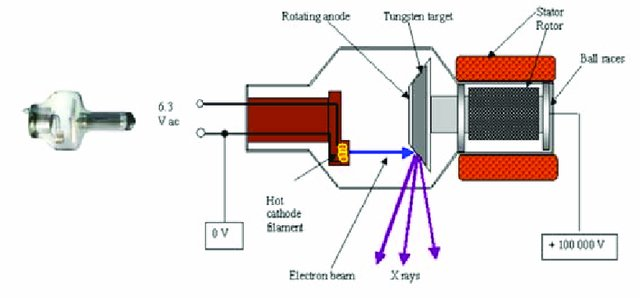 Rotating anode
Tungsten target
Stator
Rotor
Ball races
6.3
V ac
Hot
cathode
filament
0 V
+ 100 000 V
Electron beam
X rays